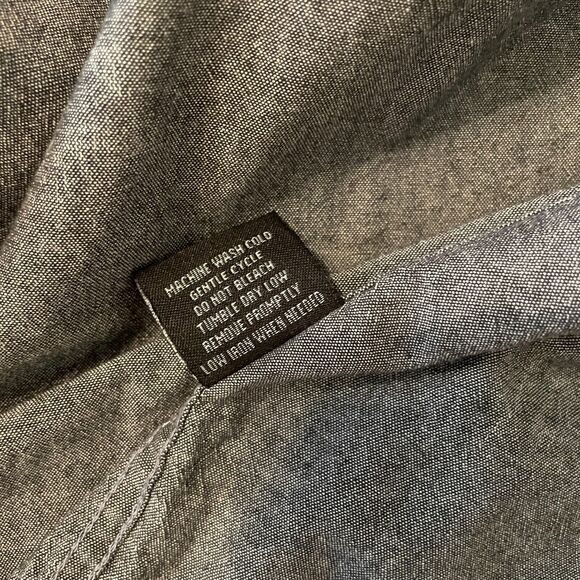 MACHINE WASH COLD
GENTLE CYCLE
DO NOT BLEACH
TUMBLE DRY LOW
REMOVE PROMPTLY
LOW IRON WHEN NEEDED